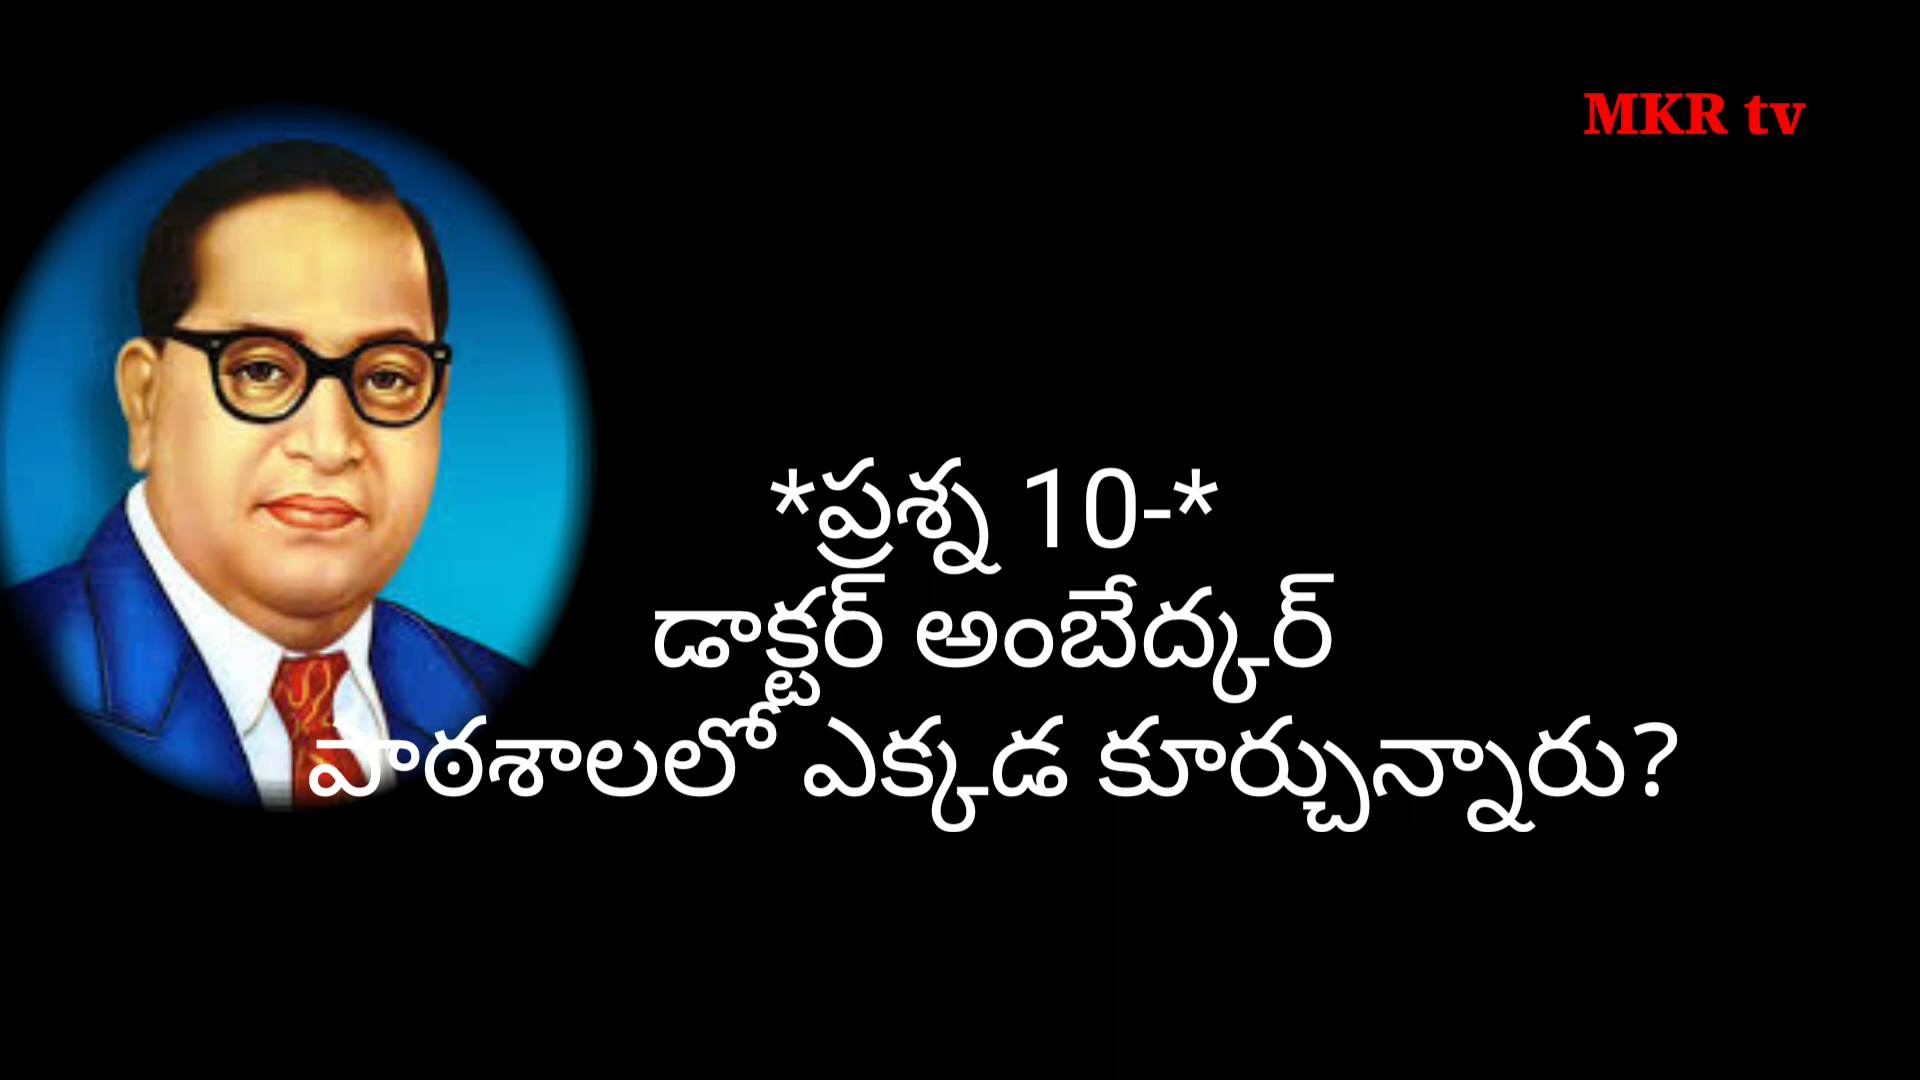 MKR tv
*ప్రశ్న 10-*
డాక్టర్ అంబేద్కర్
పాఠశాలలో ఎక్కడ కూర్చున్నారు?